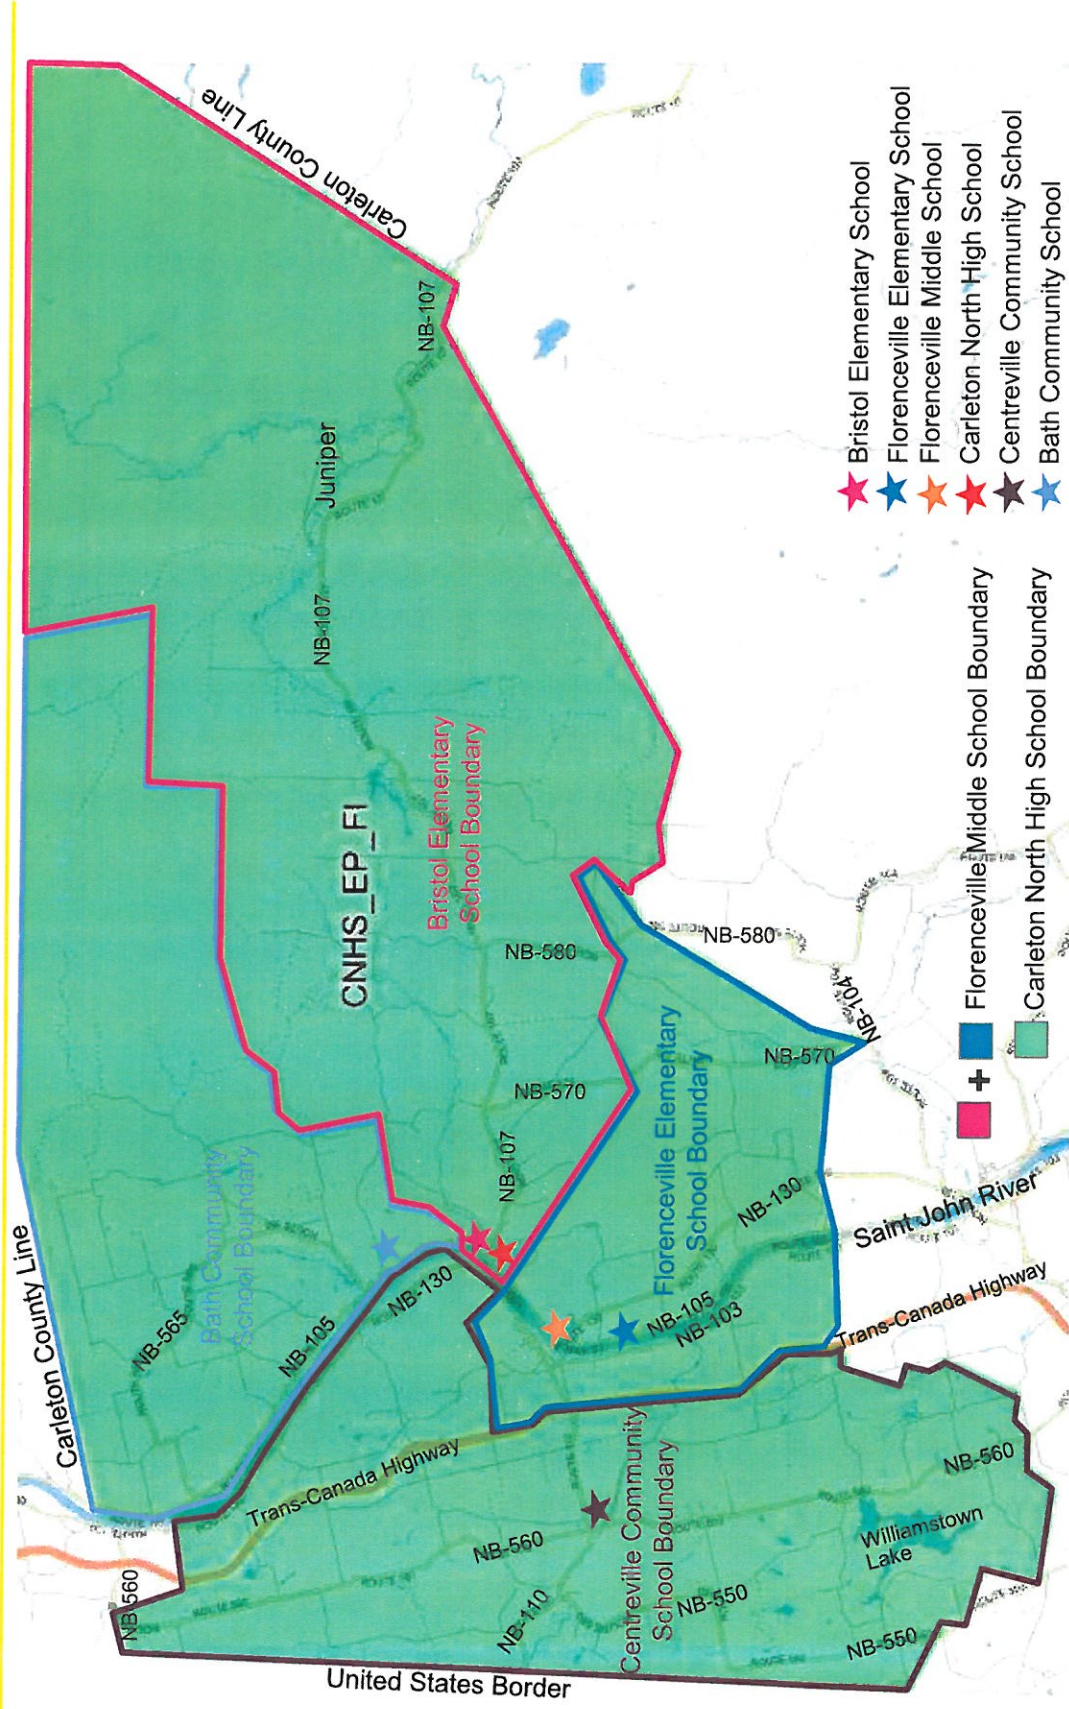 Carleton County Line
Carleton County Line
NB-107
Juniper
NB-107
CNHS_EP_FI
Bristol Elementary
School Boundary
NB-580
NB-580
NB-570
NB-570
NB-104
NB-107
Bath Community
School Boundary
NB-565
NB-105
NB-130
Florenceville Elementary
School Boundary
NB-130
NB-105
NB-103
Saint John River
Trans-Canada Highway
Trans-Canada Highway
NB-560
NB-560
NB-560
Centreville Community
School Boundary
NB-110
NB-550
NB-550
Williamstown
Lake
United States Border
Bristol Elementary School
Florenceville Elementary School
Florenceville Middle School
Carleton North High School
Centreville Community School
Bath Community School
+ Florenceville Middle School Boundary
Carleton North High School Boundary